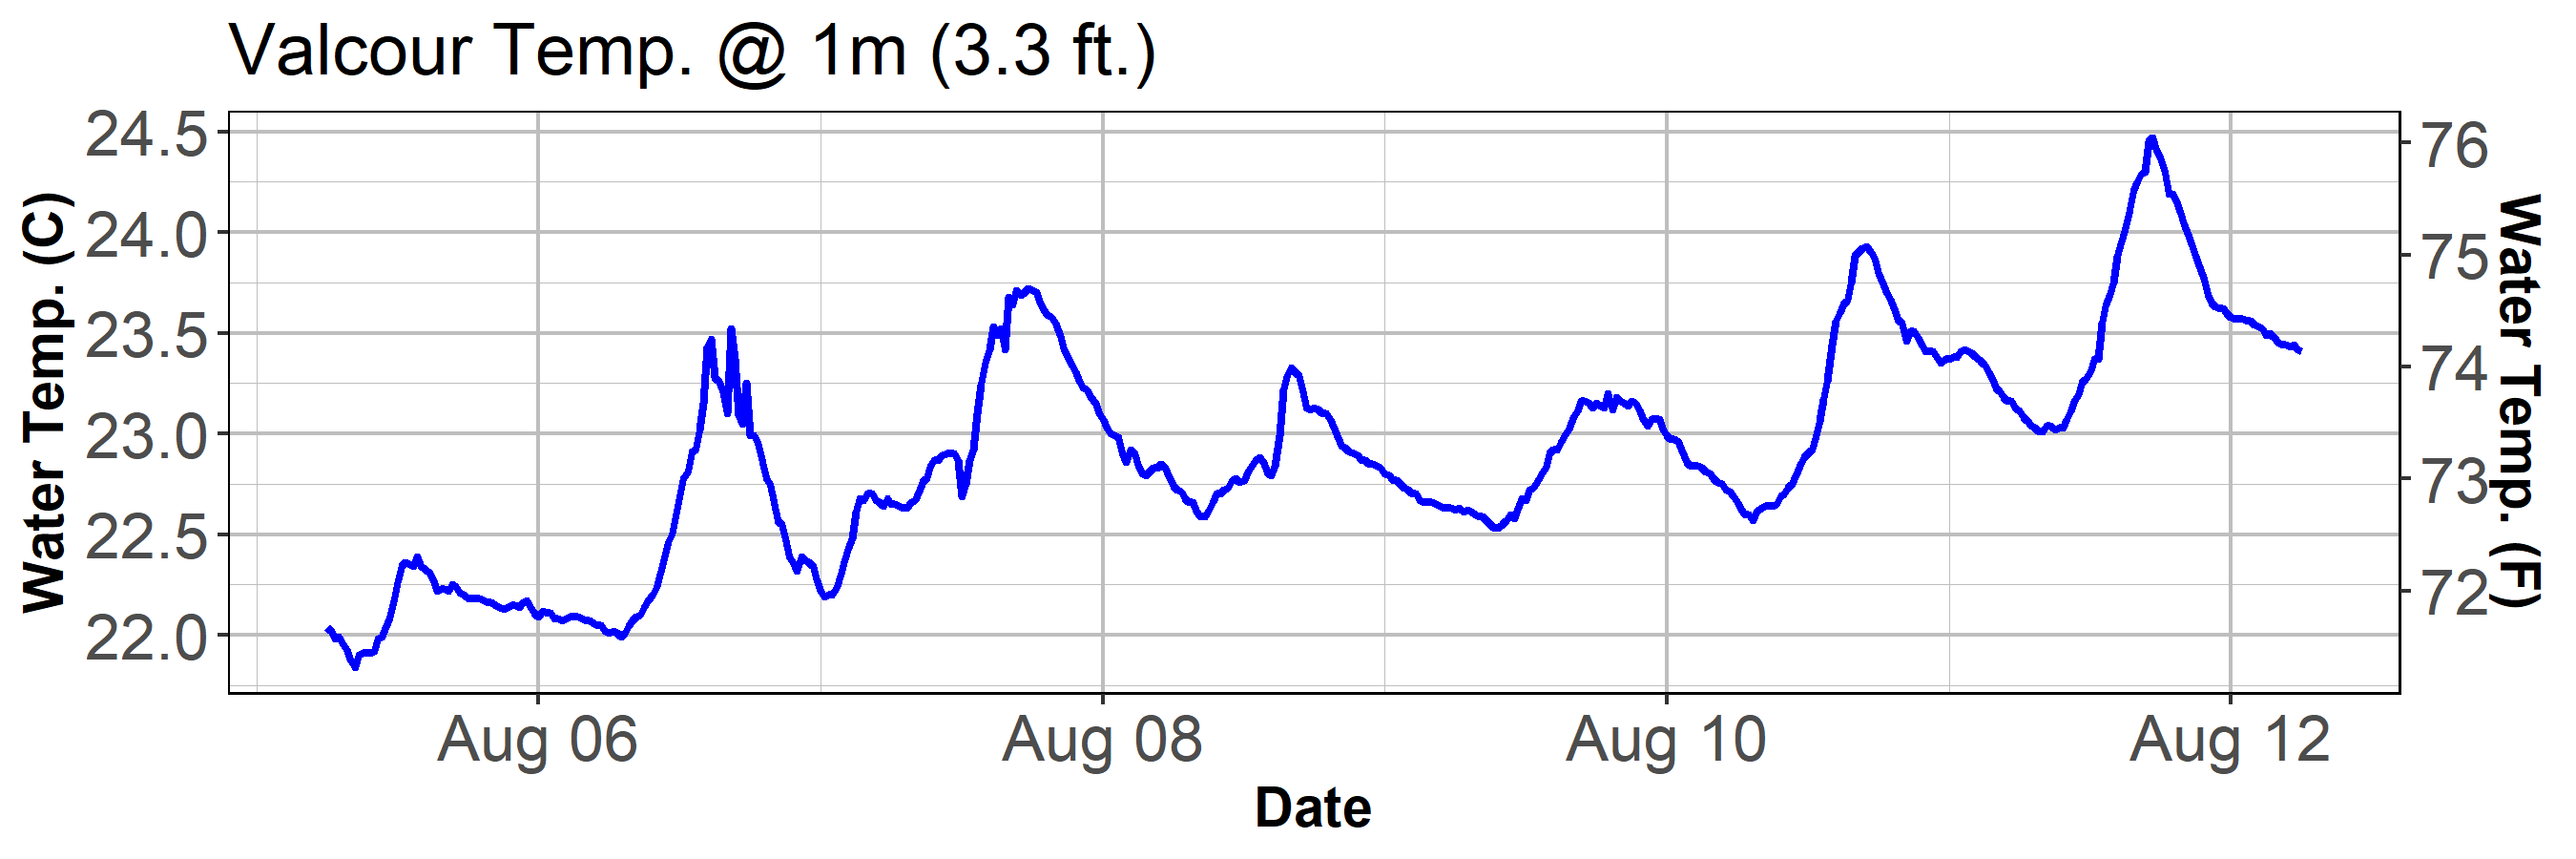 Valcour Temp. @ 1m (3.3 ft.)
Water Temp. (C)
24.5
24.0
23.5
23.0
22.5
22.0
76
75
74
73
72
Water Temp. (F)
Aug 06
Aug 08
Aug 10
Aug 12
Date